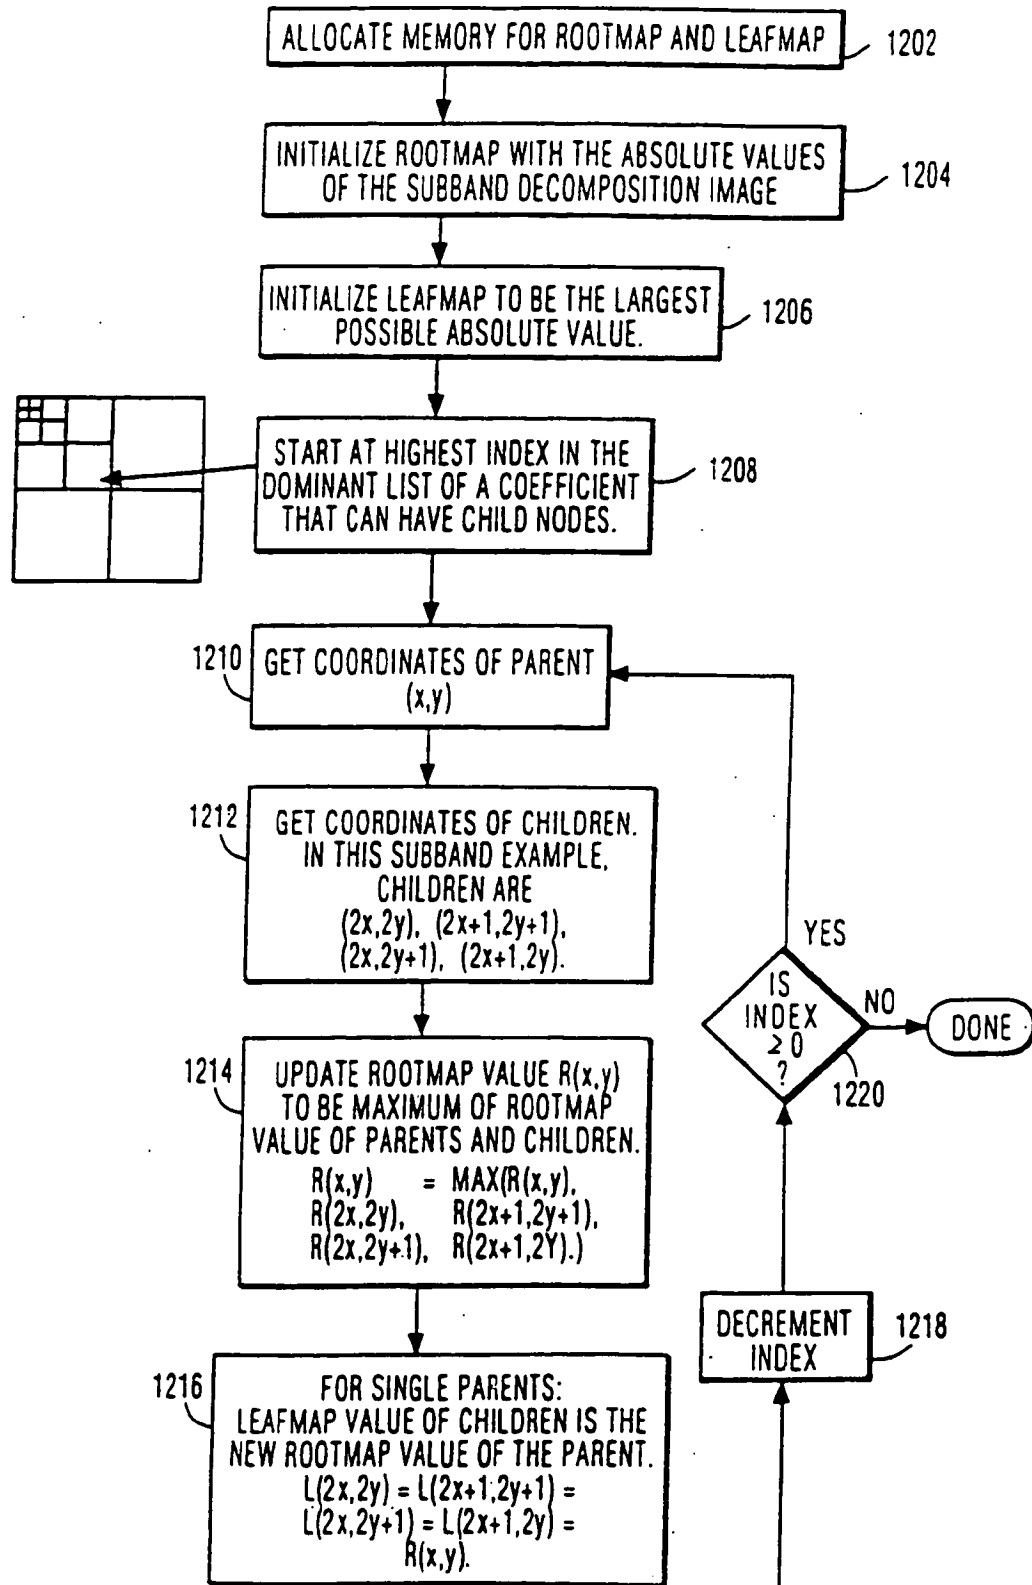 ALLOCATE MEMORY FOR ROOTMAP AND LEAFMAP
1202
INITIALIZE ROOTMAP WITH THE ABSOLUTE VALUES
OF THE SUBBAND DECOMPOSITION IMAGE
1204
INITIALIZE LEAFMAP TO BE THE LARGEST
POSSIBLE ABSOLUTE VALUE.
1206
START AT HIGHEST INDEX IN THE
DOMINANT LIST OF A COEFFICIENT
THAT CAN HAVE CHILD NODES.
1208
1210
GET COORDINATES OF PARENT
(x,y)
1212
GET COORDINATES OF CHILDREN.
IN THIS SUBBAND EXAMPLE,
CHILDREN ARE
(2x,2y), (2x+1,2y+1),
(2x,2y+1), (2x+1,2y).
1214
UPDATE ROOTMAP VALUE R(x,y)
TO BE MAXIMUM OF ROOTMAP
VALUE OF PARENTS AND CHILDREN.
R(x,y) = MAX(R(x,y),
R(2x,2y), R(2x+1,2y+1),
R(2x,2y+1), R(2x+1,2Y).)
1216
FOR SINGLE PARENTS:
LEAFMAP VALUE OF CHILDREN IS THE
NEW ROOTMAP VALUE OF THE PARENT.
L(2x,2y) = L(2x+1,2y+1) =
L(2x,2y+1) = L(2x+1,2y) =
R(x,y).
DECREMENT
INDEX
1218
IS
INDEX
≥0
?
1220
YES
NO
DONE